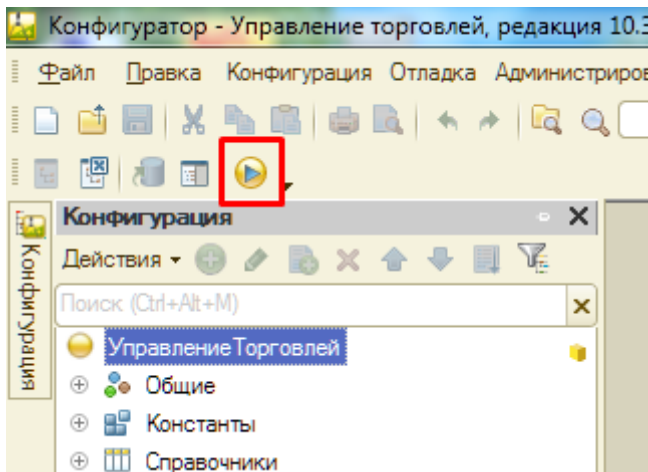 Конфигуратор - Управление торговлей, редакция 10.3
Файл Правка Конфигурация Отладка Администриров
Конфигурация
Действия
Поиск (Ctrl+Alt+M)
УправлениеТорговлей
Общие
Константы
Справочники
Конфигурация